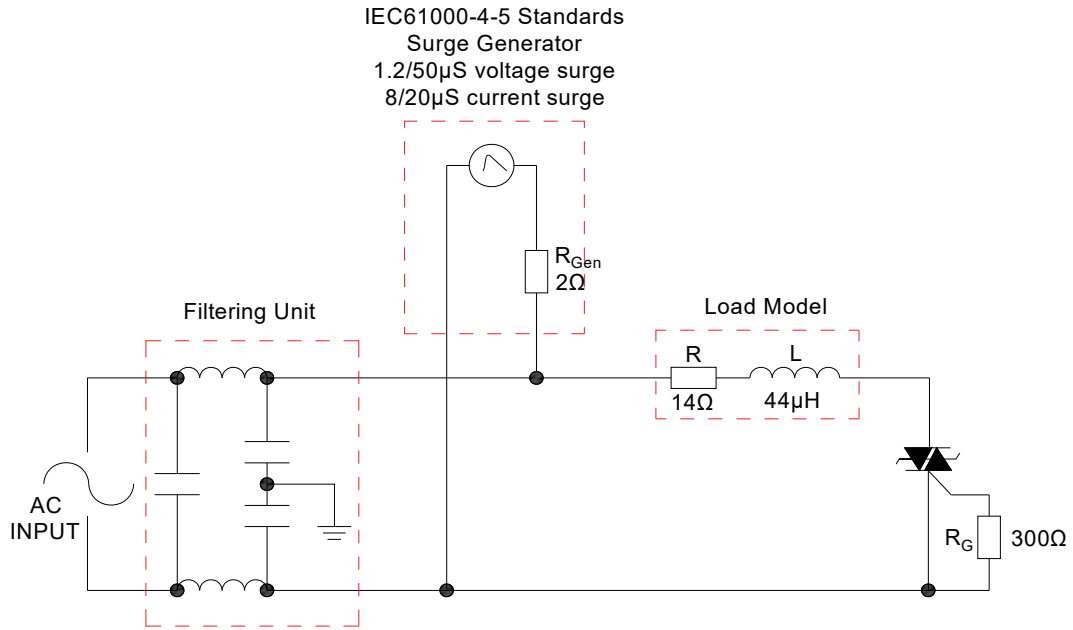 IEC61000-4-5 Standards
Surge Generator
1.2/50µS voltage surge
8/20µS current surge
RGen
2Ω
Filtering Unit
Load Model
R
L
14Ω
44µH
AC
INPUT
RG
300Ω